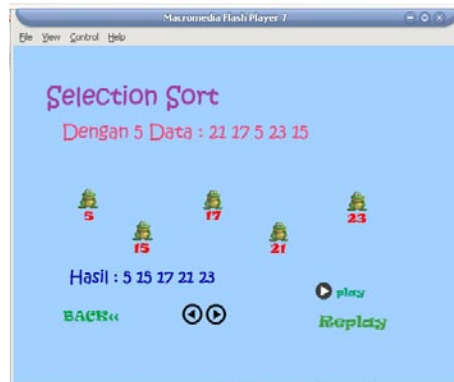 Macromedia Flash Player 7
File View Control Help
Selection Sort
Dengan 5 Data : 21 17 5 23 15
5 17 23
15 21
Hasil : 5 15 17 21 23
play
BACK<<
Replay